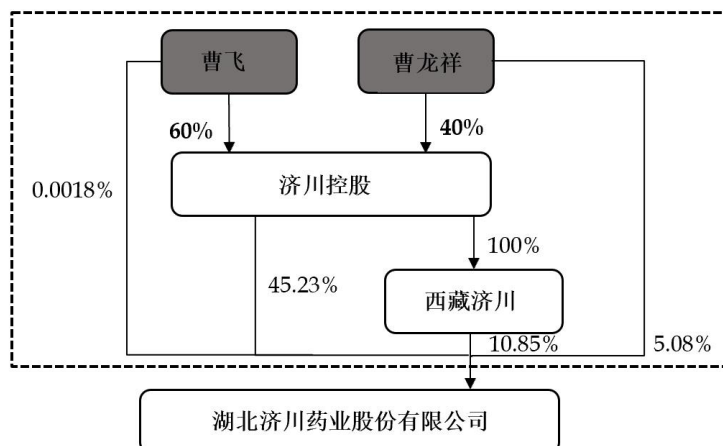 曹飞
曹龙祥
60%
40%
济川控股
0.0018%
100%
45.23%
西藏济川
10.85%
5.08%
湖北济川药业股份有限公司